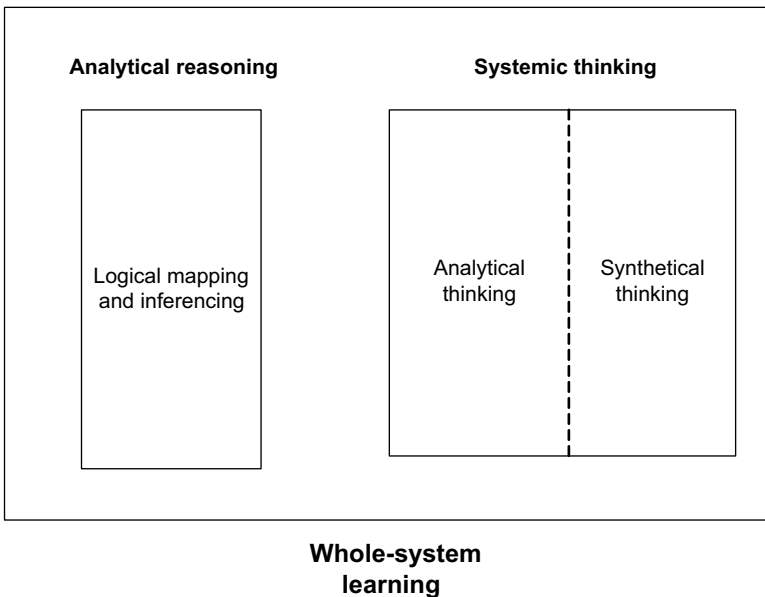 Analytical reasoning
Systemic thinking
Logical mapping
and inferencing
Analytical
thinking
Synthetical
thinking
Whole-system
learning